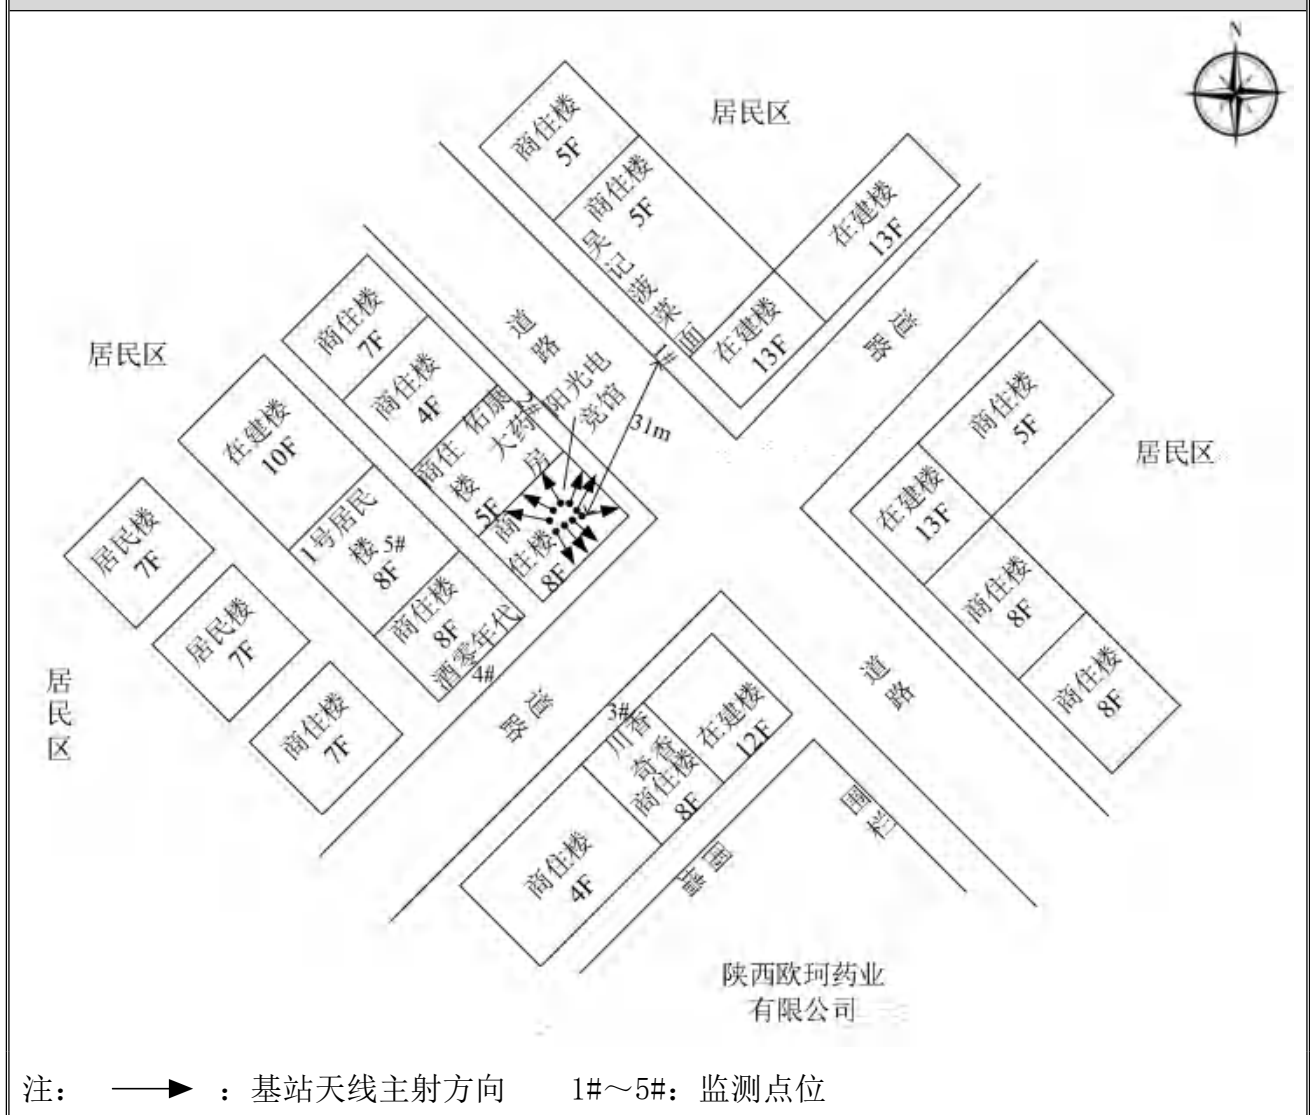 N
居民区
商住楼
5F
商住楼
5F
吴记菠菜面
在建楼
13F
在建楼
13F
道路
道路
1#
31m
居民区
商住楼
7F
商住楼
4F
佑康大药房
2#
阳光电
竞馆
商住楼
5F
商住楼
8F
在建楼
10F
1号居民
楼 5#
8F
商住楼
8F
酒零年代
4#
居民楼
7F
居民楼
7F
商住楼
7F
居民区
商住楼
5F
居民区
在建楼
13F
商住楼
8F
商住楼
8F
道路
道路
3#
川香
奇香
商住楼
8F
在建楼
12F
商住楼
4F
围栏
围墙
陕西欧珂药业
有限公司
注: : 基站天线主射方向 1#～5#: 监测点位